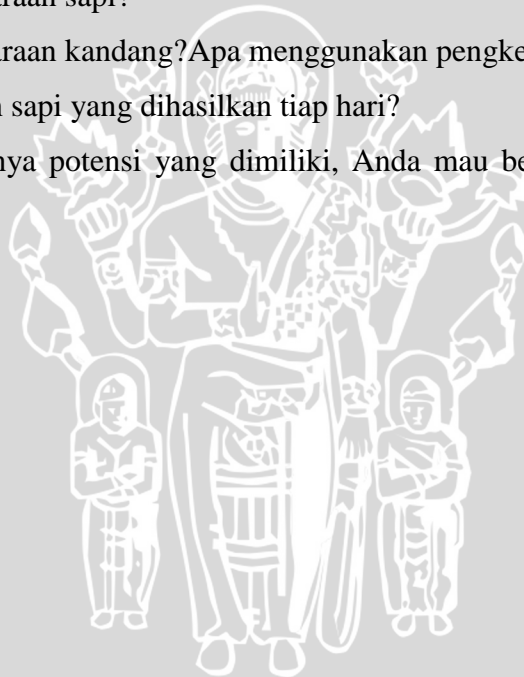 raan sapi?
raan kandang?Apa menggunakan pengke
sapi yang dihasilkan tiap hari?
nya potensi yang dimiliki, Anda mau be